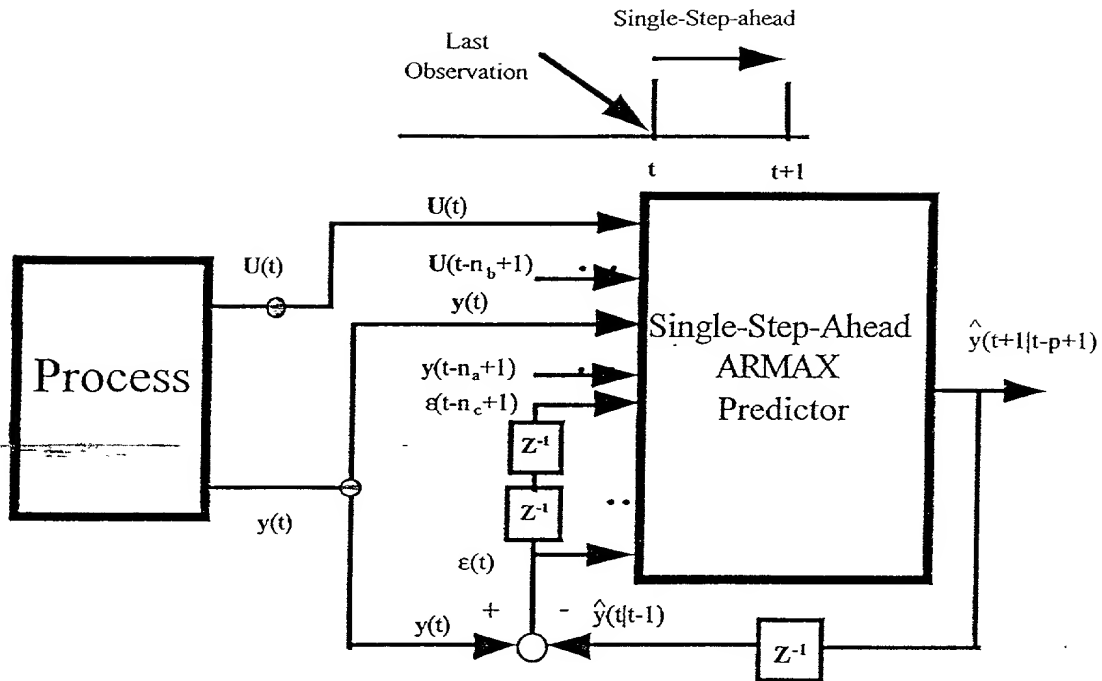 Single-Step-ahead
Last
Observation
t
t+1
U(t)
U(t)
U(t-n_b+1)
y(t)
Single-Step-Ahead
ARMAX
Predictor
ŷ(t+1|t-p+1)
Process
y(t-n_a+1)
ε(t-n_c+1)
Z⁻¹
Z⁻¹
y(t)
ε(t)
+
-
ŷ(t|t-1)
y(t)
Z⁻¹